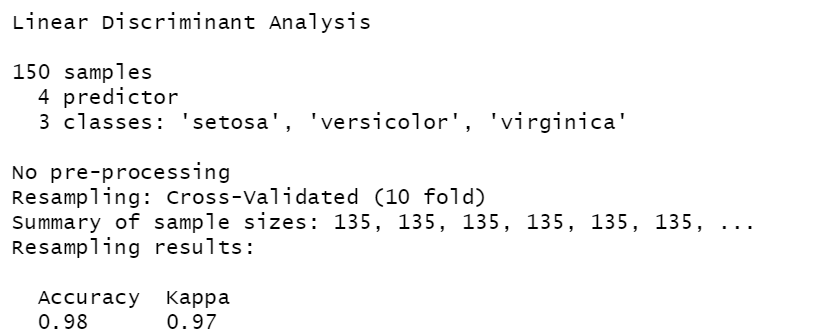 Linear Discriminant Analysis

150 samples
  4 predictor
  3 classes: 'setosa', 'versicolor', 'virginica'

No pre-processing
Resampling: Cross-Validated (10 fold)
Summary of sample sizes: 135, 135, 135, 135, 135, 135, ...
Resampling results:

  Accuracy  Kappa
  0.98      0.97